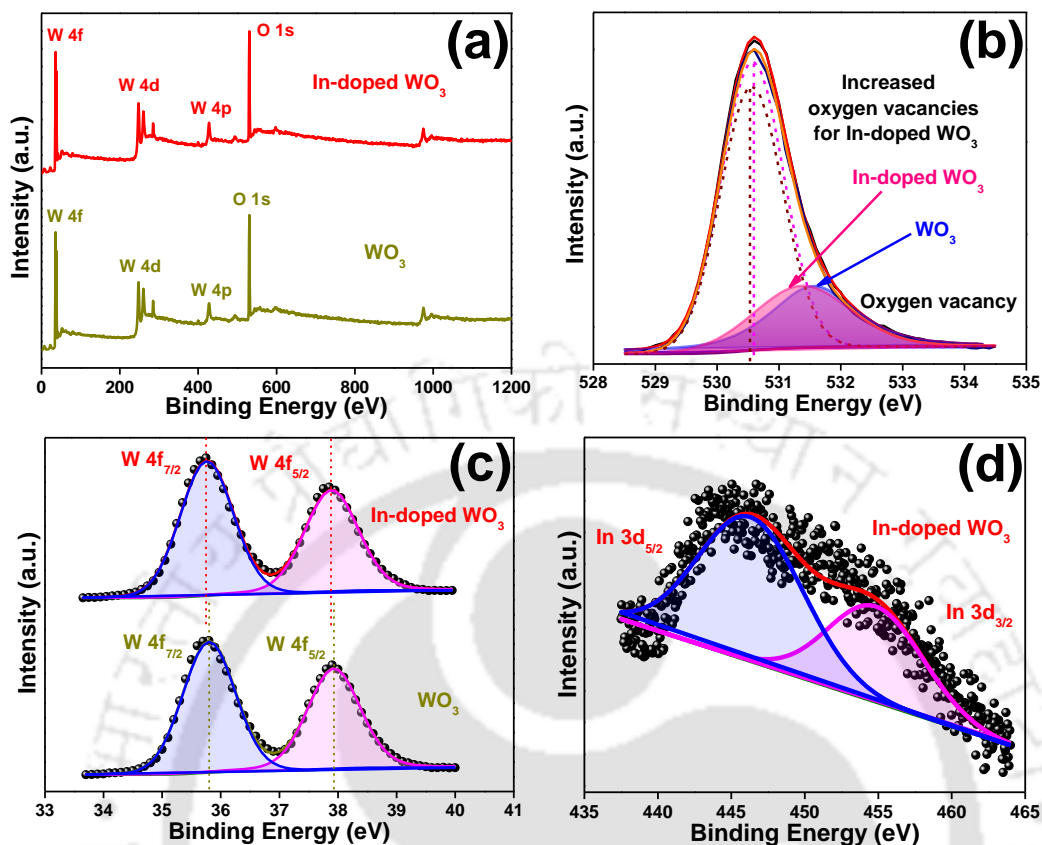 (a)
W 4f
W 4d
W 4p
O 1s
In-doped WO₃
W 4f
W 4d
W 4p
O 1s
WO₃
Intensity (a.u.)
0 200 400 600 800 1000 1200
Binding Energy (eV)
(b)
Increased
oxygen vacancies
for In-doped WO₃
In-doped WO₃
WO₃
Oxygen vacancy
Intensity (a.u.)
528 529 530 531 532 533 534 535
Binding Energy (eV)
(c)
W 4f₇/₂
W 4f₅/₂
In-doped WO₃
W 4f₇/₂
W 4f₅/₂
WO₃
Intensity (a.u.)
33 34 35 36 37 38 39 40 41
Binding Energy (eV)
(d)
In-doped WO₃
In 3d₅/₂
In 3d₃/₂
Intensity (a.u.)
435 440 445 450 455 460 465
Binding Energy (eV)